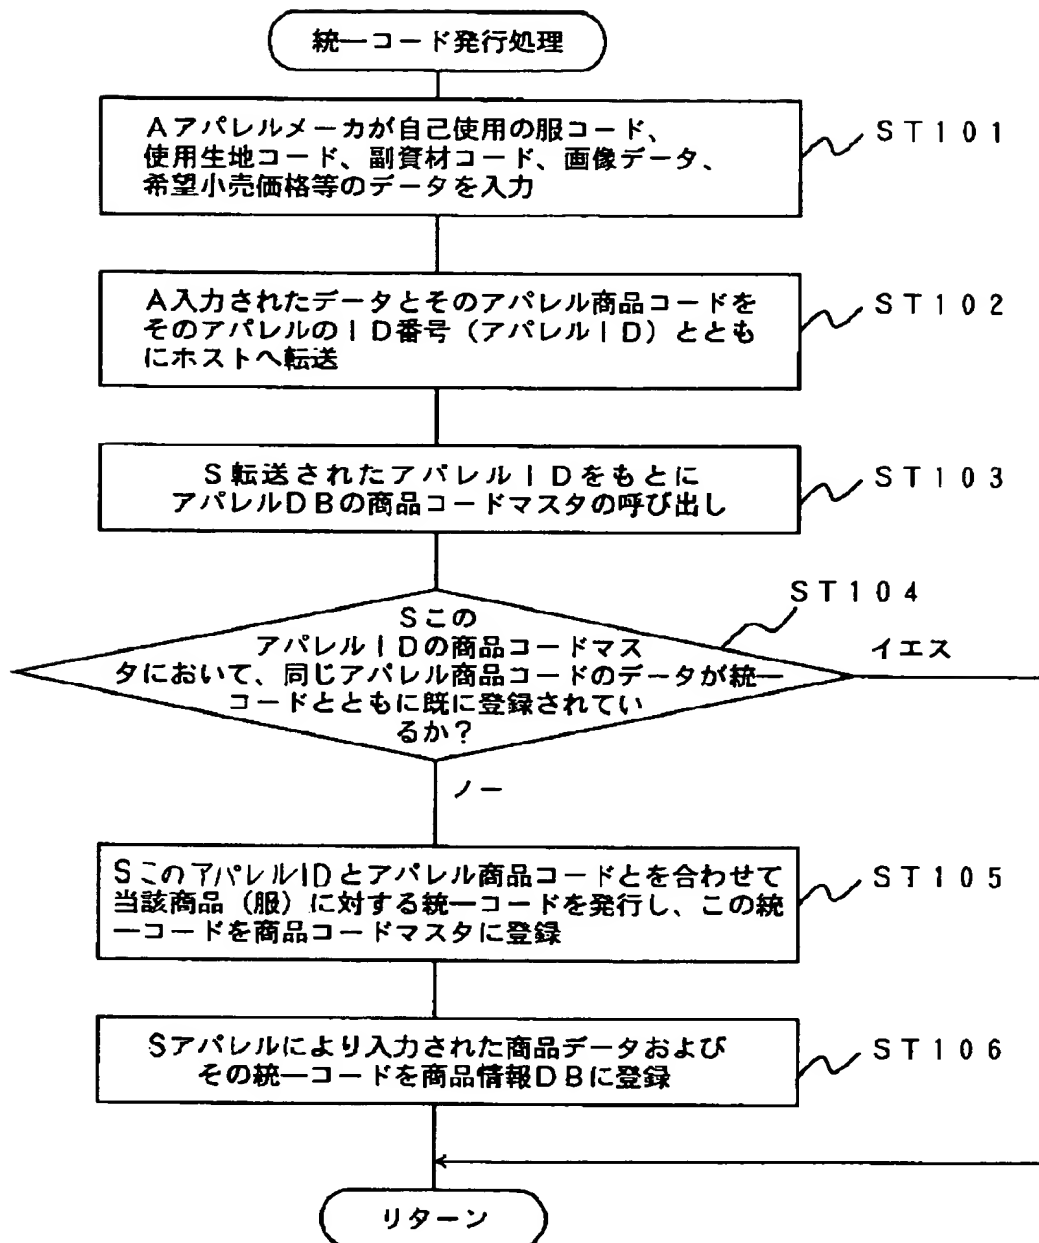 統一コード発行処理
Aアパレルメーカが自己使用の服コード、
使用生地コード、副資材コード、画像データ、
希望小売価格等のデータを入力
ST101
A入力されたデータとそのアパレル商品コードを
そのアパレルのID番号（アパレルID）ととも
にホストへ転送
ST102
S転送されたアパレルIDをもとに
アパレルDBの商品コードマスタの呼び出し
ST103
ST104
Sこの
アパレルIDの商品コードマス
タにおいて、同じアパレル商品コードのデータが統一
コードとともに既に登録されてい
るか？
イエス
ノー
SこのアパレルIDとアパレル商品コードとを合わせて
当該商品（服）に対する統一コードを発行し、この統
一コードを商品コードマスタに登録
ST105
Sアパレルにより入力された商品データおよび
その統一コードを商品情報DBに登録
ST106
リターン